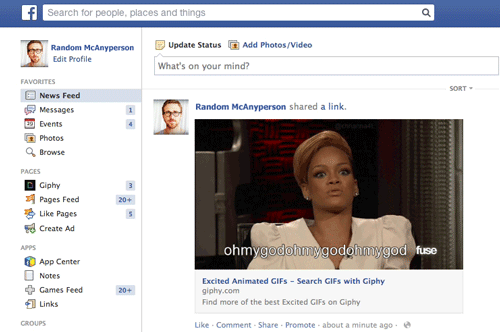 f
Search for people, places and things
Random McAnyperson
Edit Profile
FAVORITES
News Feed
Messages 1
Events 4
Photos
Browse
PAGES
Giphy 3
Pages Feed 20+
Like Pages 5
Create Ad
APPS
App Center
Notes
Games Feed 20+
Links
GROUPS
Update Status Add Photos/Video
What's on your mind?
SORT
Random McAnyperson shared a link.
ohmygodohmygodohmygod fuse
Excited Animated GIFs – Search GIFs with Giphy
giphy.com
Find more of the best Excited GIFs on Giphy
Like · Comment · Share · Promote · about a minute ago ·